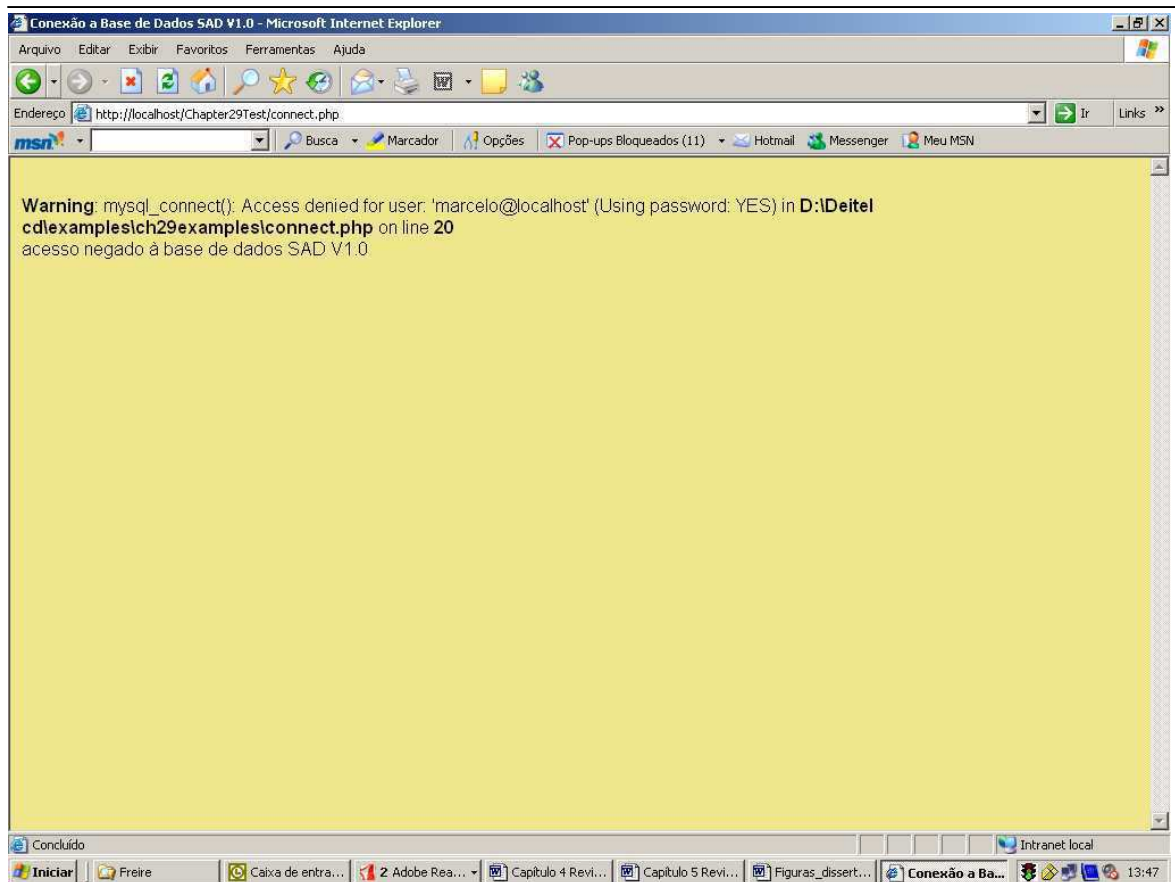 Conexão a Base de Dados SAD V1.0 - Microsoft Internet Explorer
Arquivo Editar Exibir Favoritos Ferramentas Ajuda
Endereço http://localhost/Chapter29Test/connect.php Ir Links »
msn Busca Marcador Opções Pop-ups Bloqueados (11) Hotmail Messenger Meu MSN
Warning: mysql_connect(): Access denied for user: 'marcelo@localhost' (Using password: YES) in D:\Deitel
cd\examples\ch29examples\connect.php on line 20
acesso negado à base de dados SAD V1.0
Concluído Intranet local
Iniciar Freire Caixa de entra... 2 Adobe Rea... Capítulo 4 Revi... Capítulo 5 Revi... Figuras_dissert... Conexão a Ba... 13:47